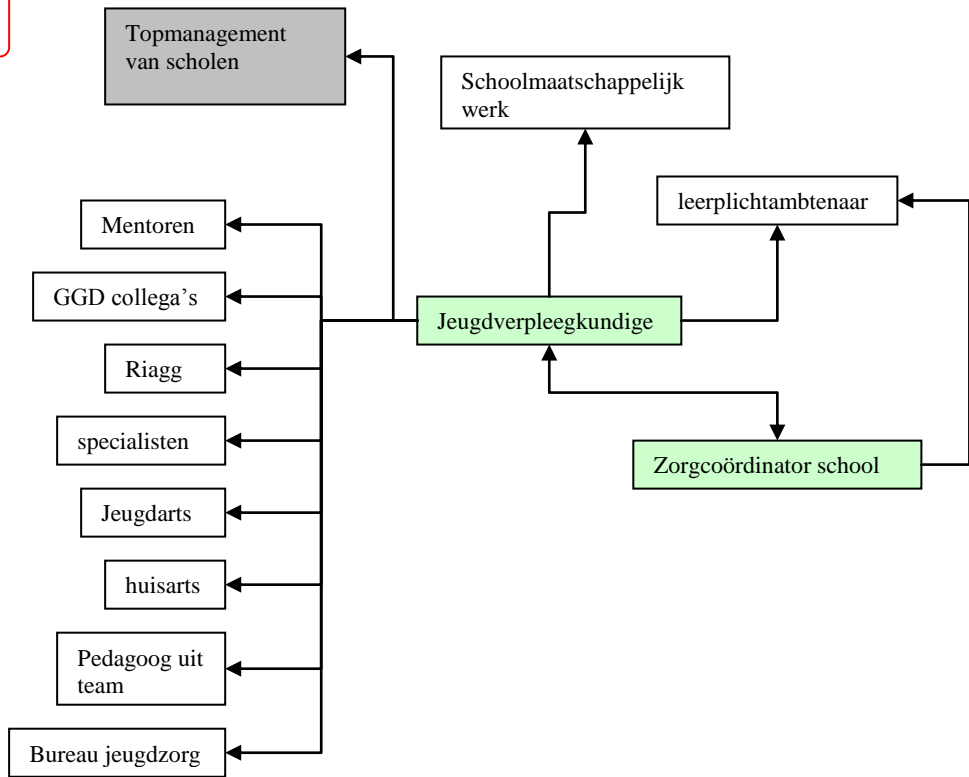 Topmanagement
van scholen
Schoolmaatschappelijk
werk
leerplichtambtenaar
Mentoren
GGD collega's
Jeugdverpleegkundige
Riagg
specialisten
Zorgcoördinator school
Jeugdarts
huisarts
Pedagoog uit
team
Bureau jeugdzorg